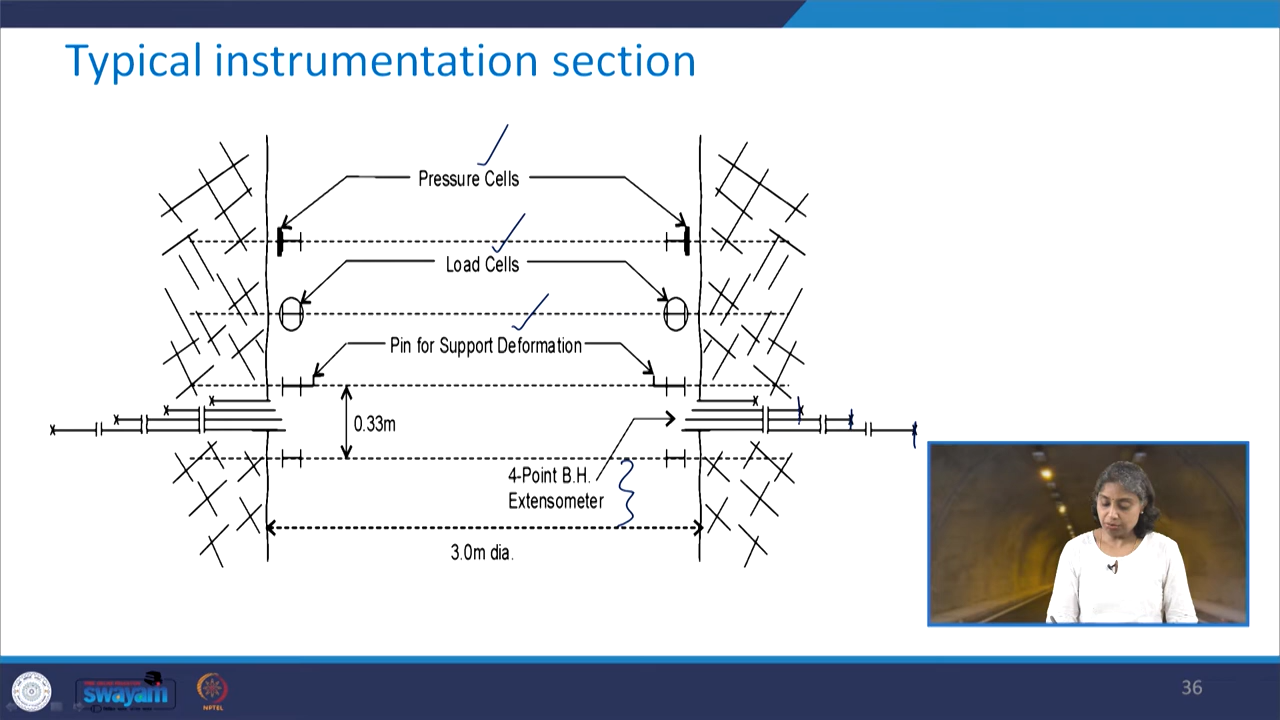 Typical instrumentation section
Pressure Cells
Load Cells
Pin for Support Deformation
0.33m
4-Point B.H.
Extensometer
3.0m dia.
swayam
NPTEL
36